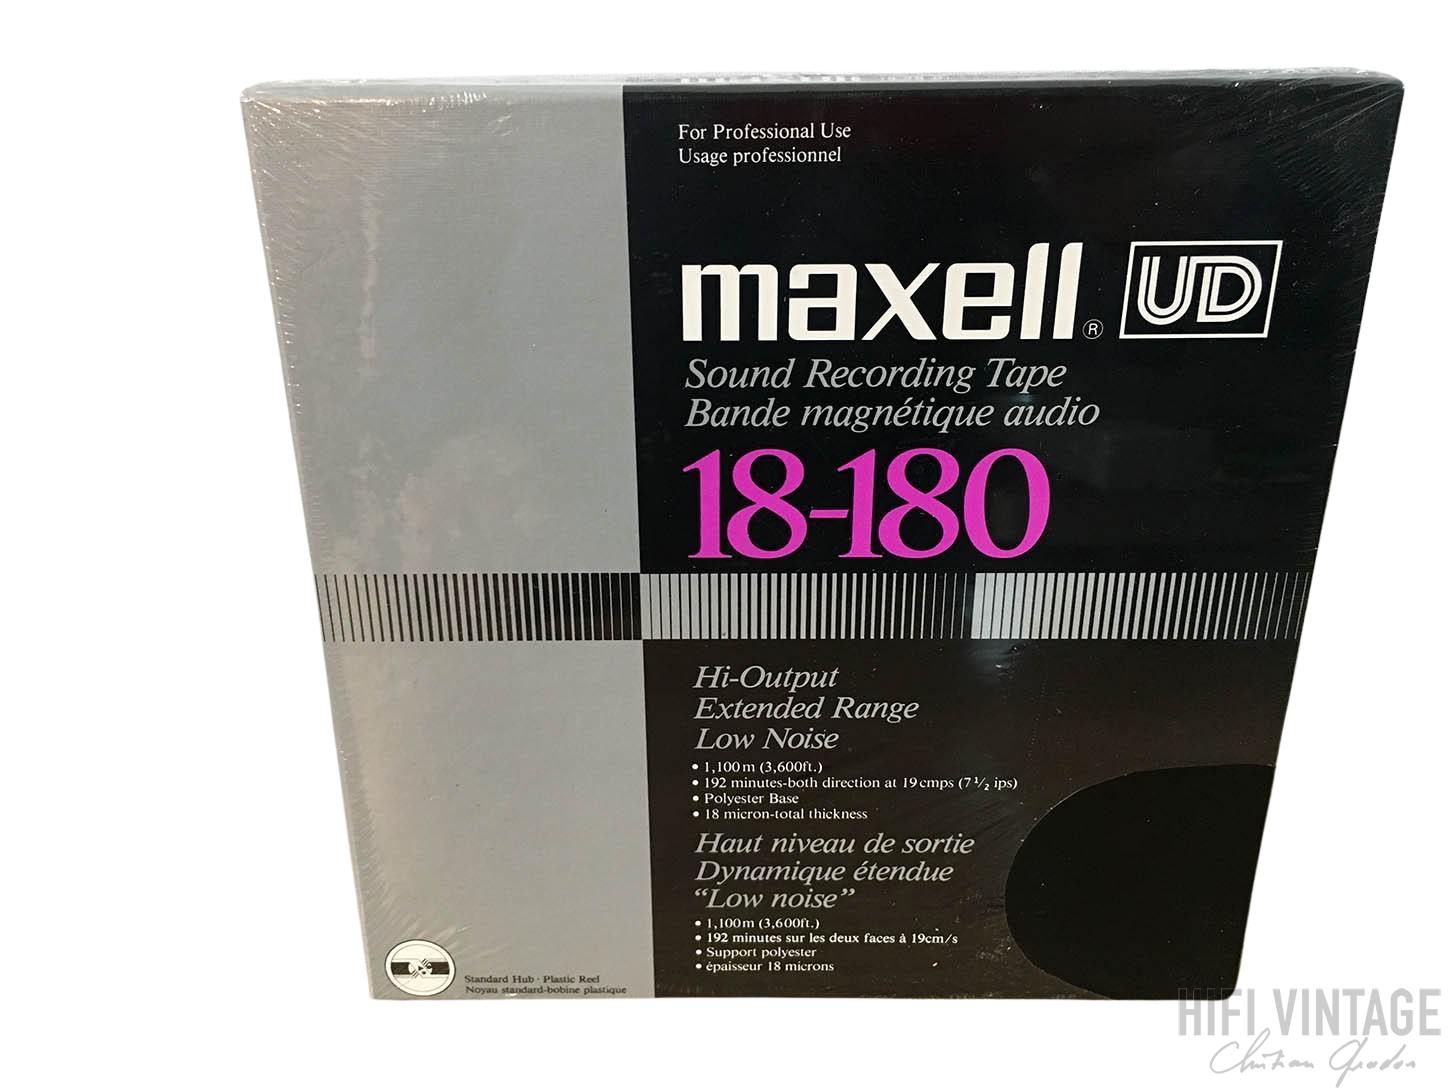 For Professional Use
Usage professionnel
maxell® UD
Sound Recording Tape
Bande magnétique audio
18-180
Hi-Output
Extended Range
Low Noise
• 1,100m (3,600ft.)
• 192 minutes-both direction at 19cmps (7½ ips)
• Polyester Base
• 18 micron-total thickness
Haut niveau de sortie
Dynamique étendue
“Low noise”
• 1,100m (3,600ft.)
• 192 minutes sur les deux faces à 19cm/s
• Support polyester
• épaisseur 18 microns
Standard Hub · Plastic Reel
Noyau standard-bobine plastique
HIFI VINTAGE